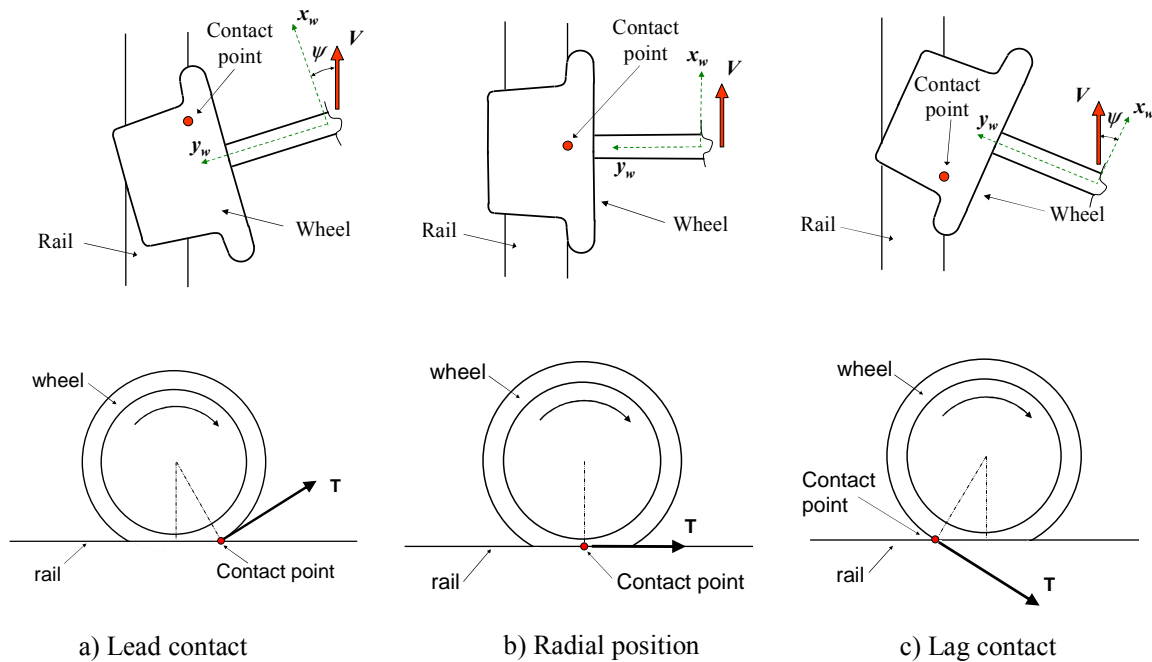 x_w
ψ
V
Contact
point
y_w
Wheel
Rail
Contact
point
x_w
V
y_w
Wheel
Rail
Contact
point
V
x_w
ψ
y_w
Wheel
Rail
wheel
T
rail
Contact point
wheel
T
rail
Contact point
wheel
Contact
point
rail
T
a) Lead contact
b) Radial position
c) Lag contact